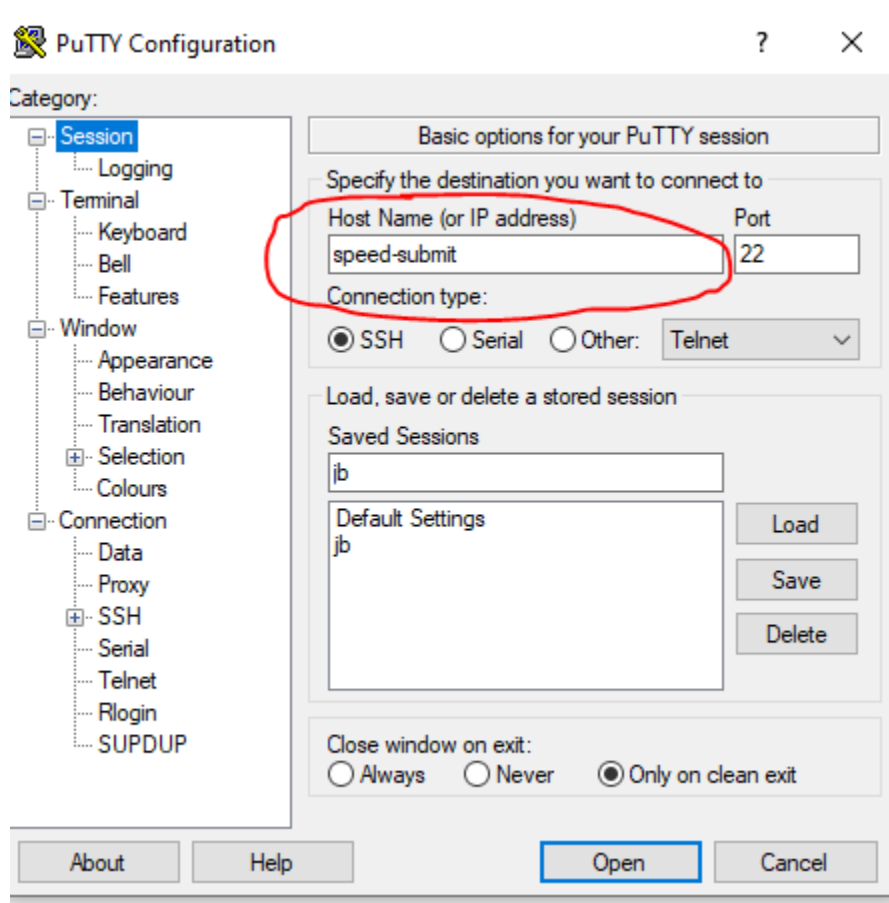 PuTTY Configuration
?
Category:
Session
Logging
Terminal
Keyboard
Bell
Features
Window
Appearance
Behaviour
Translation
Selection
Colours
Connection
Data
Proxy
SSH
Serial
Telnet
Rlogin
SUPDUP
Basic options for your PuTTY session
Specify the destination you want to connect to
Host Name (or IP address) Port
speed-submit 22
Connection type:
SSH Serial Other: Telnet
Load, save or delete a stored session
Saved Sessions
jb
Default Settings
jb
Load
Save
Delete
Close window on exit:
Always Never Only on clean exit
About Help Open Cancel